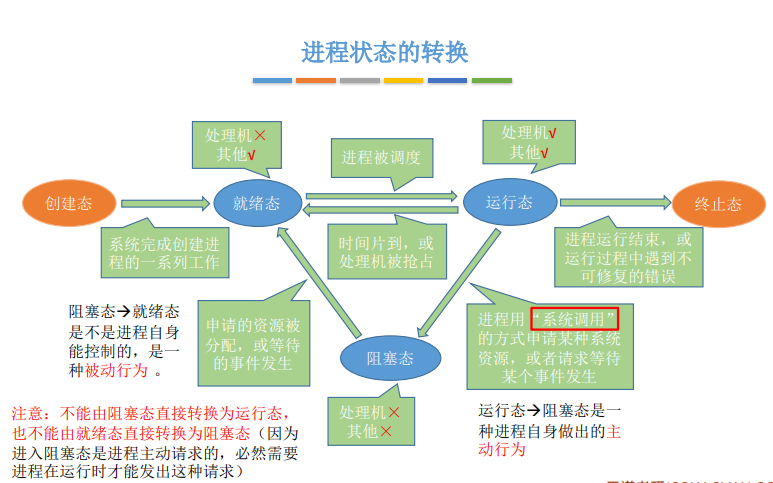 进程状态的转换
处理机×
其他√
进程被调度
处理机√
其他√
创建态
就绪态
运行态
终止态
系统完成创建进
程的一系列工作
时间片到，或
处理机被抢占
进程运行结束，或
运行过程中遇到不
可修复的错误
阻塞态→就绪态
是不是进程自身
能控制的，是一
种被动行为 。
申请的资源被
分配，或等待
的事件发生
阻塞态
进程用“系统调用”
的方式申请某种系统
资源，或者请求等待
某个事件发生
处理机×
其他×
运行态→阻塞态是一
种进程自身做出的主
动行为
注意：不能由阻塞态直接转换为运行态，
也不能由就绪态直接转换为阻塞态（因为
进入阻塞态是进程主动请求的，必然需要
进程在运行时才能发出这种请求）